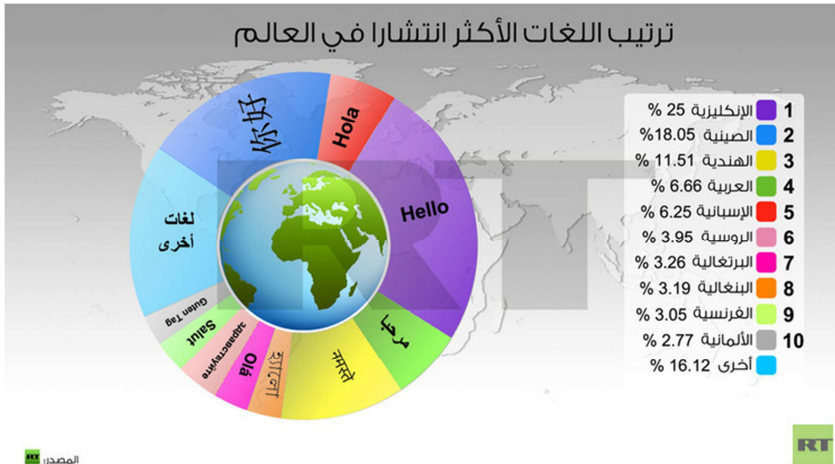 ترتيب اللغات الأكثر انتشارا في العالم
你好
Hola
Hello
لغات
أخرى
Guten Tag
Salut
здравствуйте
Olá
হ্যালো
नमस्ते
مرحبا
1 الإنكليزية 25 %
2 الصينية 18.05%
3 الهندية 11.51 %
4 العربية 6.66 %
5 الإسبانية 6.25 %
6 الروسية 3.95 %
7 البرتغالية 3.26 %
8 البنغالية 3.19 %
9 الفرنسية 3.05 %
10 الألمانية 2.77 %
أخرى 16.12 %
RT
RT
المصدر: RT